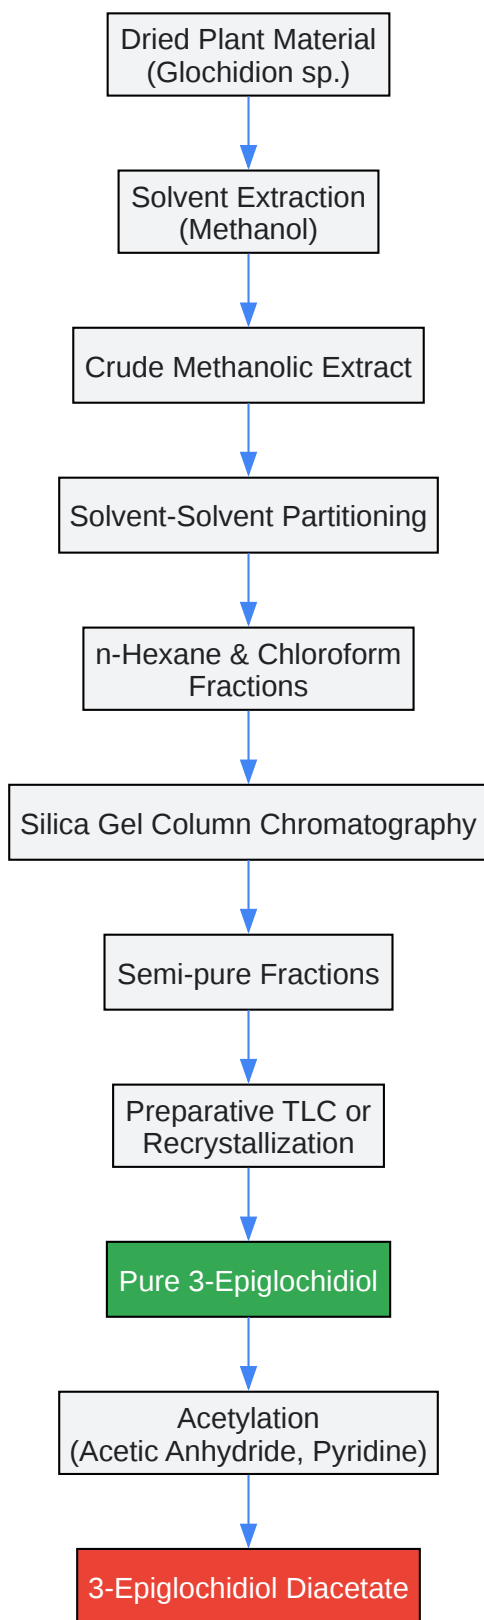 Dried Plant Material
(Glochidion sp.)
Solvent Extraction
(Methanol)
Crude Methanolic Extract
Solvent-Solvent Partitioning
n-Hexane & Chloroform
Fractions
Silica Gel Column Chromatography
Semi-pure Fractions
Preparative TLC or
Recrystallization
Pure 3-Epiglochidiol
Acetylation
(Acetic Anhydride, Pyridine)
3-Epiglochidiol Diacetate